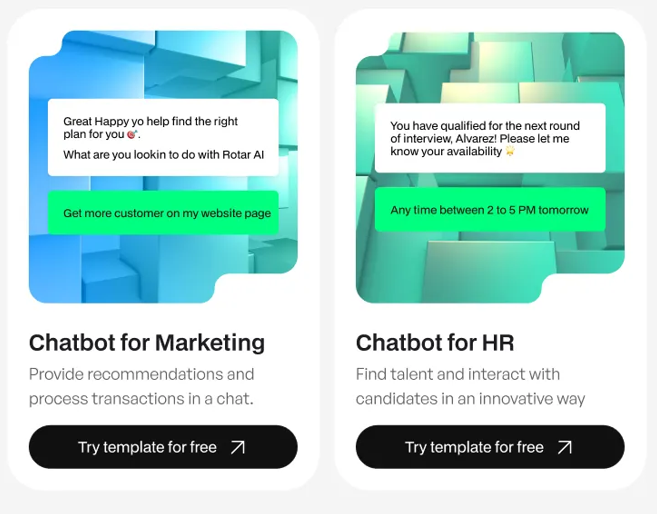 Great Happy yo help find the right
plan for you 🎯.
What are you lookin to do with Rotar AI
Get more customer on my website page
Chatbot for Marketing
Provide recommendations and
process transactions in a chat.
Try template for free
You have qualified for the next round
of interview, Alvarez! Please let me
know your availability
Any time between 2 to 5 PM tomorrow
Chatbot for HR
Find talent and interact with
candidates in an innovative way
Try template for free